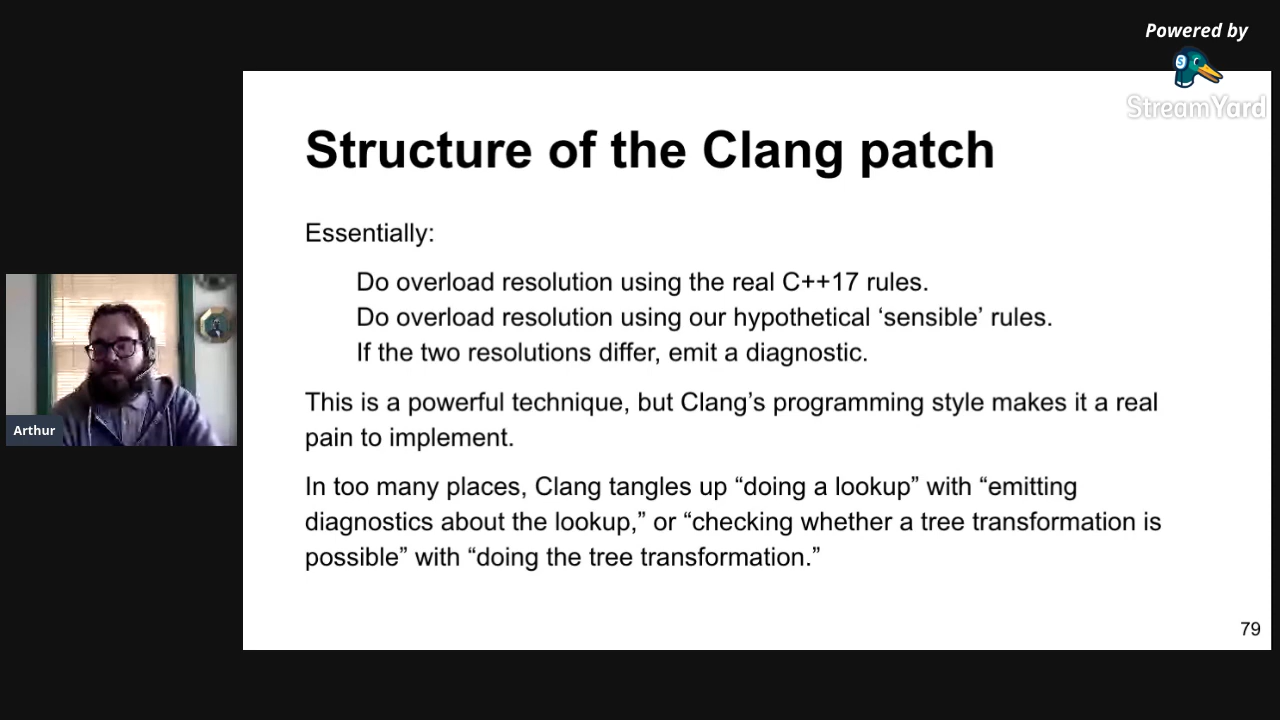 Powered by
StreamYard
Structure of the Clang patch
Essentially:
Do overload resolution using the real C++17 rules.
Do overload resolution using our hypothetical ‘sensible’ rules.
If the two resolutions differ, emit a diagnostic.
This is a powerful technique, but Clang’s programming style makes it a real
pain to implement.
In too many places, Clang tangles up “doing a lookup” with “emitting
diagnostics about the lookup,” or “checking whether a tree transformation is
possible” with “doing the tree transformation.”
Arthur
79